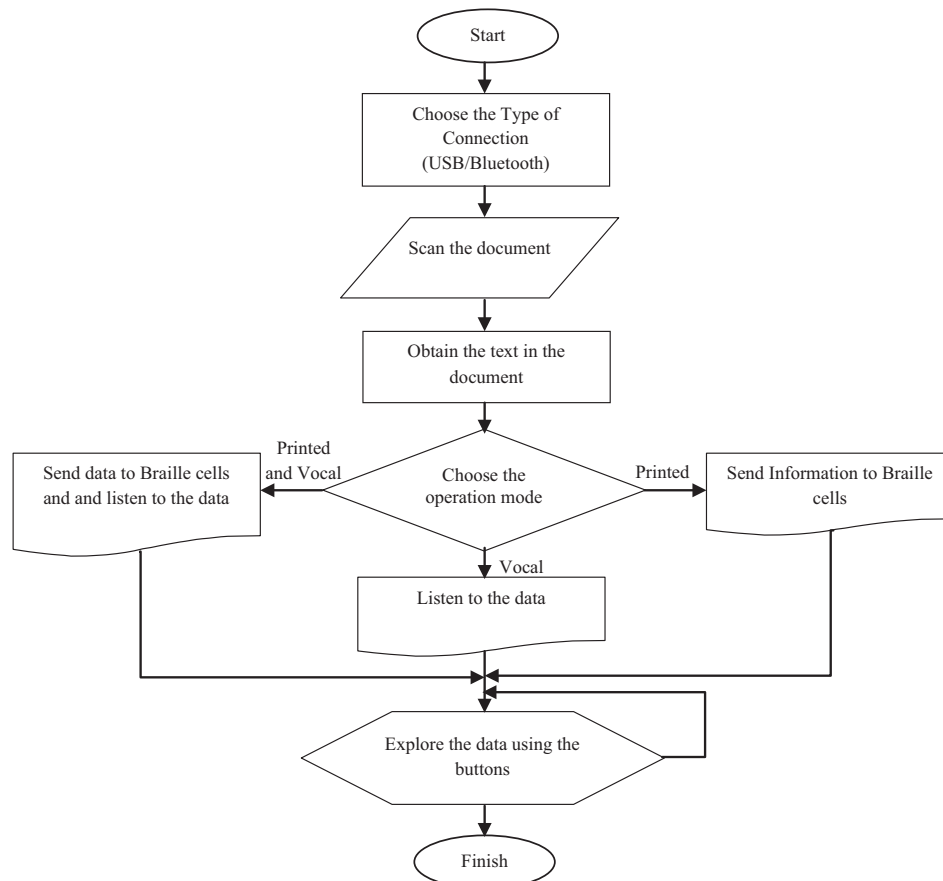 Start
Choose the Type of
Connection
(USB/Bluetooth)
Scan the document
Obtain the text in the
document
Printed
and Vocal
Send data to Braille cells
and and listen to the data
Choose the
operation mode
Printed
Send Information to Braille
cells
Vocal
Listen to the data
Explore the data using the
buttons
Finish